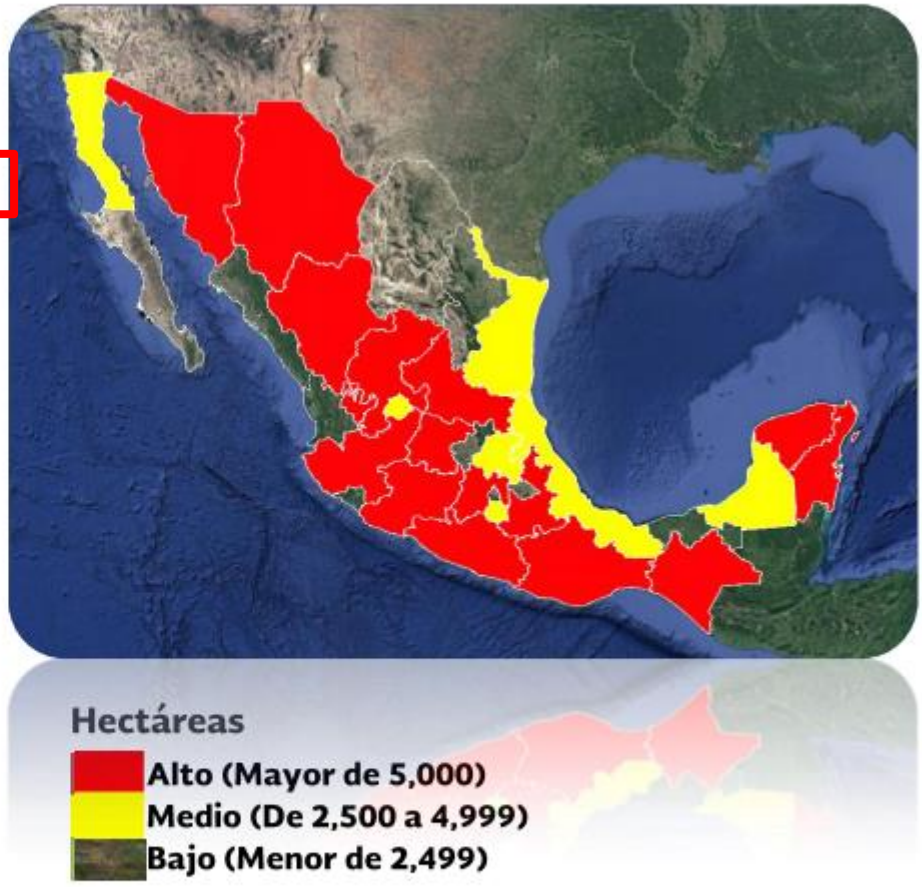 Hectáreas
Alto (Mayor de 5,000)
Medio (De 2,500 a 4,999)
Bajo (Menor de 2,499)